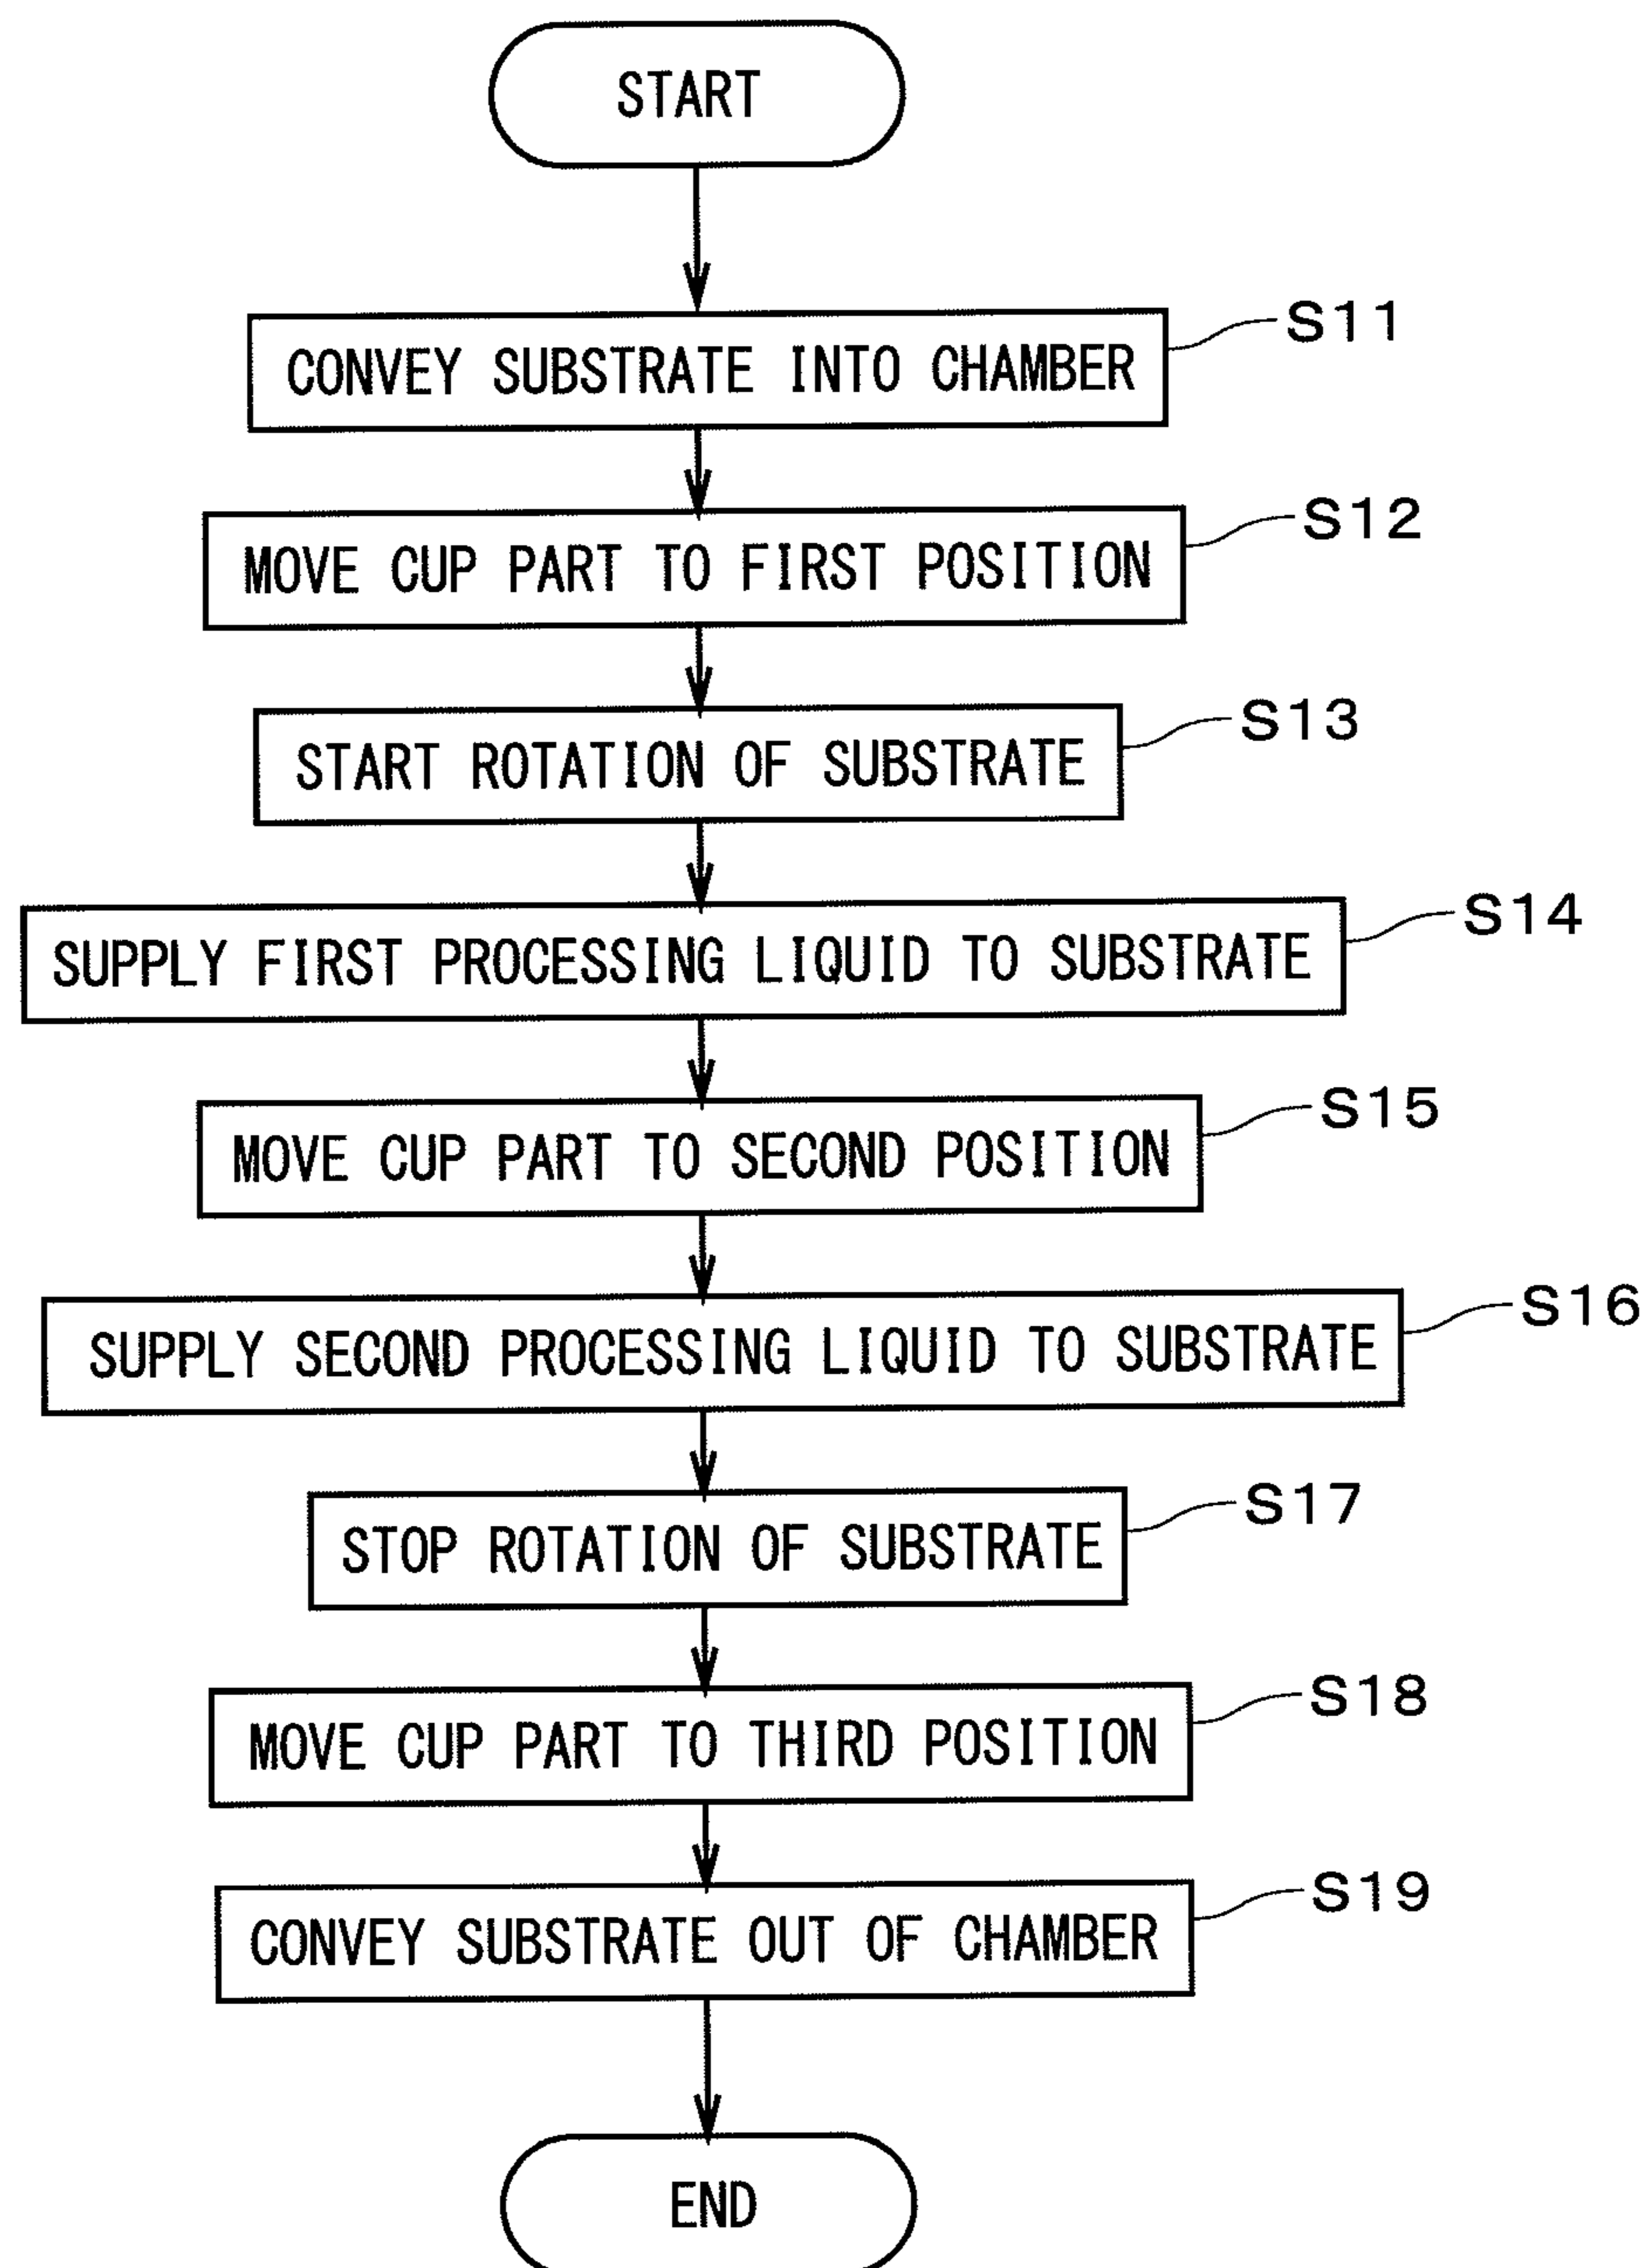 START
CONVEY SUBSTRATE INTO CHAMBER
S11
MOVE CUP PART TO FIRST POSITION
S12
START ROTATION OF SUBSTRATE
S13
SUPPLY FIRST PROCESSING LIQUID TO SUBSTRATE
S14
MOVE CUP PART TO SECOND POSITION
S15
SUPPLY SECOND PROCESSING LIQUID TO SUBSTRATE
S16
STOP ROTATION OF SUBSTRATE
S17
MOVE CUP PART TO THIRD POSITION
S18
CONVEY SUBSTRATE OUT OF CHAMBER
S19
END